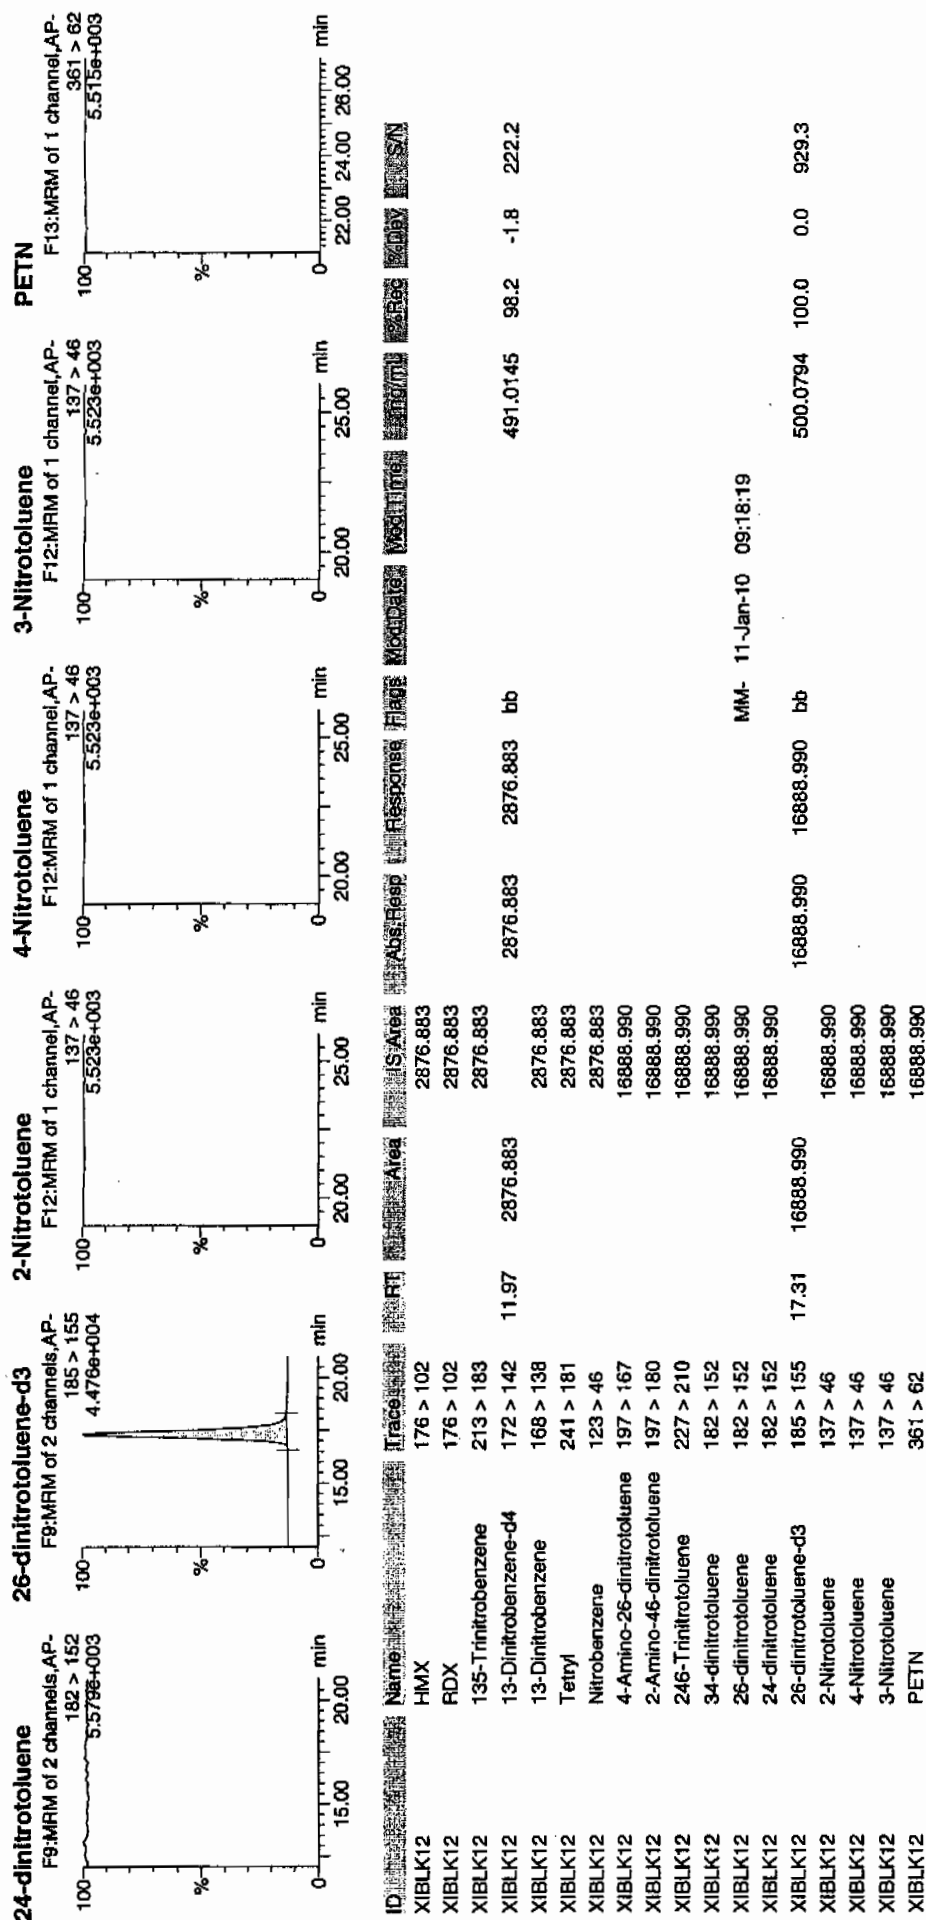 24-dinitrotoluene
F9:MRM of 2 channels,AP-
182 > 152
5.579e+003
100
%
0
15.00 20.00 min
26-dinitrotoluene-d3
F9:MRM of 2 channels,AP-
185 > 155
4.476e+004
100
%
0
15.00 20.00 min
2-Nitrotoluene
F12:MRM of 1 channel,AP-
137 > 46
5.523e+003
100
%
0
20.00 25.00 min
4-Nitrotoluene
F12:MRM of 1 channel,AP-
137 > 46
5.523e+003
100
%
0
20.00 25.00 min
3-Nitrotoluene
F12:MRM of 1 channel,AP-
137 > 46
5.523e+003
100
%
0
20.00 25.00 min
PETN
F13:MRM of 1 channel,AP-
361 > 62
5.515e+003
100
%
0
22.00 24.00 26.00 min
ID Name Trace RT Area IS Area Abs.Resp Response Flags Mod.Date Mod.Time ng/mL %Rec %Dev S/N
XIBLK12 HMX 176 > 102 2876.883
XIBLK12 RDX 176 > 102 2876.883
XIBLK12 135-Trinitrobenzene 213 > 183 2876.883
XIBLK12 13-Dinitrobenzene-d4 172 > 142 11.97 2876.883 2876.883 2876.883 bb 491.0145 98.2 -1.8 222.2
XIBLK12 13-Dinitrobenzene 168 > 138 2876.883
XIBLK12 Tetryl 241 > 181 2876.883
XIBLK12 Nitrobenzene 123 > 46 2876.883
XIBLK12 4-Amino-26-dinitrotoluene 197 > 167 16888.990
XIBLK12 2-Amino-46-dinitrotoluene 197 > 180 16888.990
XIBLK12 246-Trinitrotoluene 227 > 210 16888.990
XIBLK12 34-dinitrotoluene 182 > 152 16888.990
XIBLK12 26-dinitrotoluene 182 > 152 16888.990
XIBLK12 24-dinitrotoluene 182 > 152 16888.990 MM- 11-Jan-10 09:18:19
XIBLK12 26-dinitrotoluene-d3 185 > 155 17.31 16888.990 16888.990 16888.990 bb 500.0794 100.0 0.0 929.3
XIBLK12 2-Nitrotoluene 137 > 46 16888.990
XIBLK12 4-Nitrotoluene 137 > 46 16888.990
XIBLK12 3-Nitrotoluene 137 > 46 16888.990
XIBLK12 PETN 361 > 62 16888.990